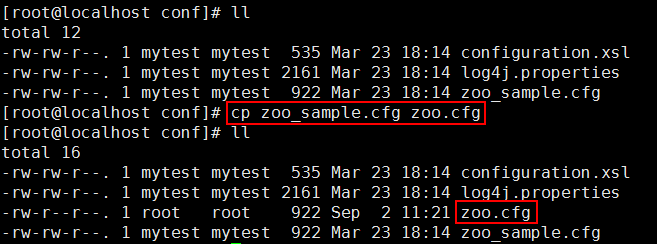 [root@localhost conf]# ll
total 12
-rw-rw-r--. 1 mytest mytest  535 Mar 23 18:14 configuration.xsl
-rw-rw-r--. 1 mytest mytest 2161 Mar 23 18:14 log4j.properties
-rw-rw-r--. 1 mytest mytest  922 Mar 23 18:14 zoo_sample.cfg
[root@localhost conf]# cp zoo_sample.cfg zoo.cfg
[root@localhost conf]# ll
total 16
-rw-rw-r--. 1 mytest mytest  535 Mar 23 18:14 configuration.xsl
-rw-rw-r--. 1 mytest mytest 2161 Mar 23 18:14 log4j.properties
-rw-r--r--. 1 root   root    922 Sep  2 11:21 zoo.cfg
-rw-rw-r--. 1 mytest mytest  922 Mar 23 18:14 zoo_sample.cfg